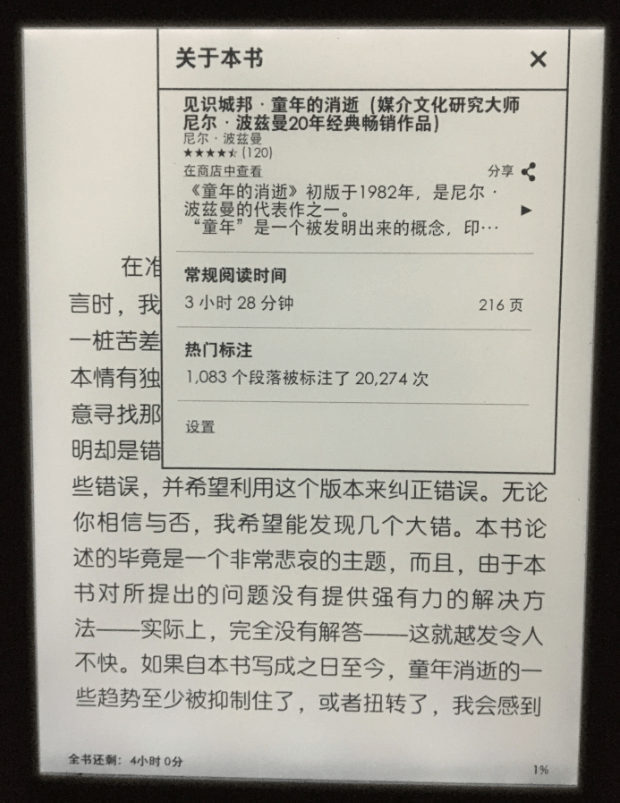 关于本书 ×
见识城邦·童年的消逝（媒介文化研究大师
尼尔·波兹曼20年经典畅销作品）
尼尔·波兹曼
(120)
在商店中查看 分享
《童年的消逝》初版于1982年，是尼尔·
波兹曼的代表作之一。
“童年”是一个被发明出来的概念，印…
常规阅读时间
3 小时 28 分钟 216 页
热门标注
1,083 个段落被标注了 20,274 次
设置
在准
言时，我
一桩苦差
本情有独
意寻找那
明却是错
些错误，并希望利用这个版本来纠正错误。无论
你相信与否，我希望能发现几个大错。本书论
述的毕竟是一个非常悲哀的主题，而且，由于本
书对所提出的问题没有提供强有力的解决方
法——实际上，完全没有解答——这就越发令人
不快。如果自本书写成之日至今，童年消逝的一
些趋势至少被抑制住了，或者扭转了，我会感到
全书还剩：4小时 0分 1%